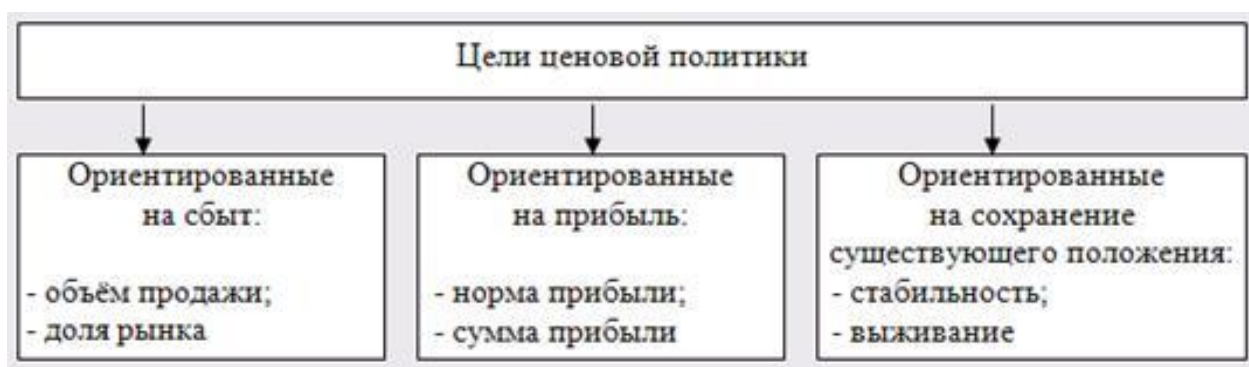 Цели ценовой политики
Ориентированные
на сбыт:
- объём продажи;
- доля рынка
Ориентированные
на прибыль:
- норма прибыли;
- сумма прибыли
Ориентированные
на сохранение
существующего положения:
- стабильность;
- выживание